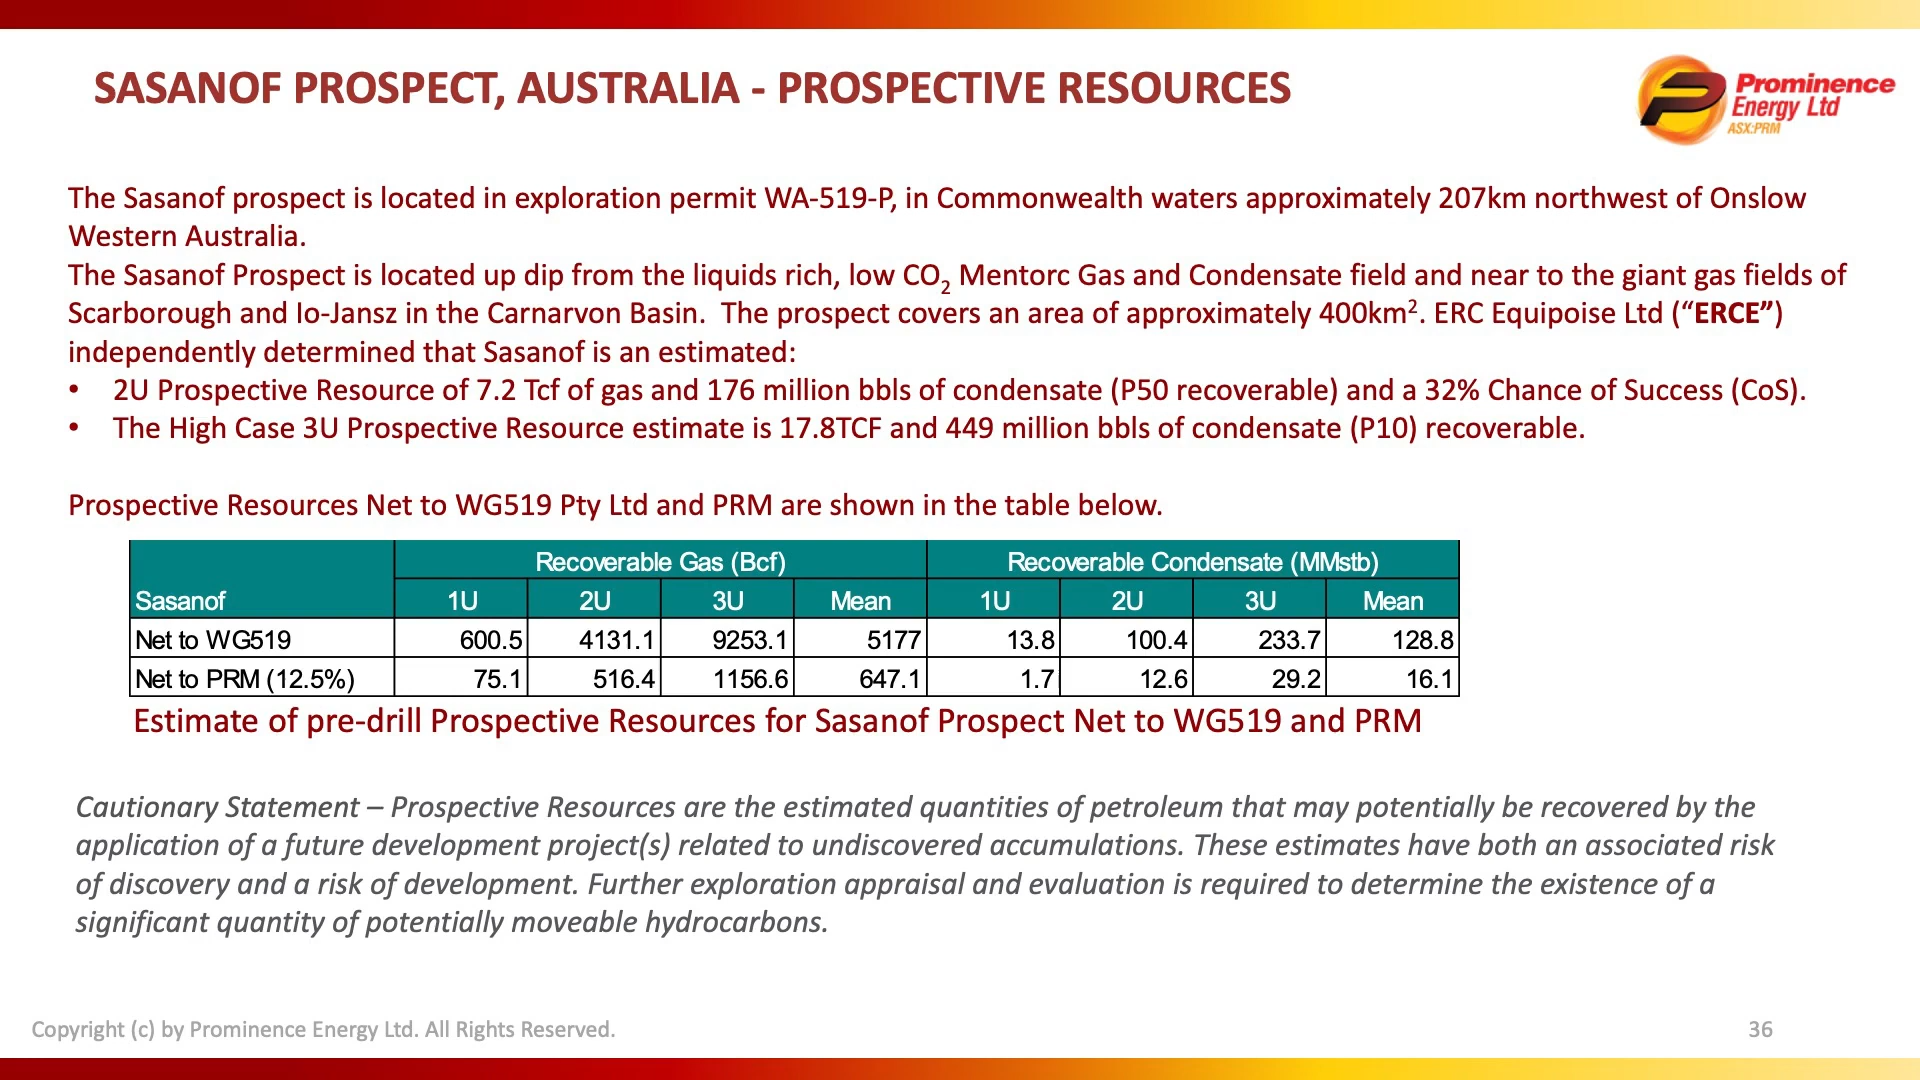 SASANOF PROSPECT, AUSTRALIA - PROSPECTIVE RESOURCES
Prominence
Energy Ltd
ASX:PRM
The Sasanof prospect is located in exploration permit WA-519-P, in Commonwealth waters approximately 207km northwest of Onslow
Western Australia.
The Sasanof Prospect is located up dip from the liquids rich, low CO₂ Mentorc Gas and Condensate field and near to the giant gas fields of
Scarborough and Io-Jansz in the Carnarvon Basin. The prospect covers an area of approximately 400km². ERC Equipoise Ltd (“ERCE”)
independently determined that Sasanof is an estimated:
• 2U Prospective Resource of 7.2 Tcf of gas and 176 million bbls of condensate (P50 recoverable) and a 32% Chance of Success (CoS).
• The High Case 3U Prospective Resource estimate is 17.8TCF and 449 million bbls of condensate (P10) recoverable.
Prospective Resources Net to WG519 Pty Ltd and PRM are shown in the table below.
Recoverable Gas (Bcf) Recoverable Condensate (MMstb)
Sasanof 1U 2U 3U Mean 1U 2U 3U Mean
Net to WG519 600.5 4131.1 9253.1 5177 13.8 100.4 233.7 128.8
Net to PRM (12.5%) 75.1 516.4 1156.6 647.1 1.7 12.6 29.2 16.1
Estimate of pre-drill Prospective Resources for Sasanof Prospect Net to WG519 and PRM
Cautionary Statement – Prospective Resources are the estimated quantities of petroleum that may potentially be recovered by the
application of a future development project(s) related to undiscovered accumulations. These estimates have both an associated risk
of discovery and a risk of development. Further exploration appraisal and evaluation is required to determine the existence of a
significant quantity of potentially moveable hydrocarbons.
Copyright (c) by Prominence Energy Ltd. All Rights Reserved.
36